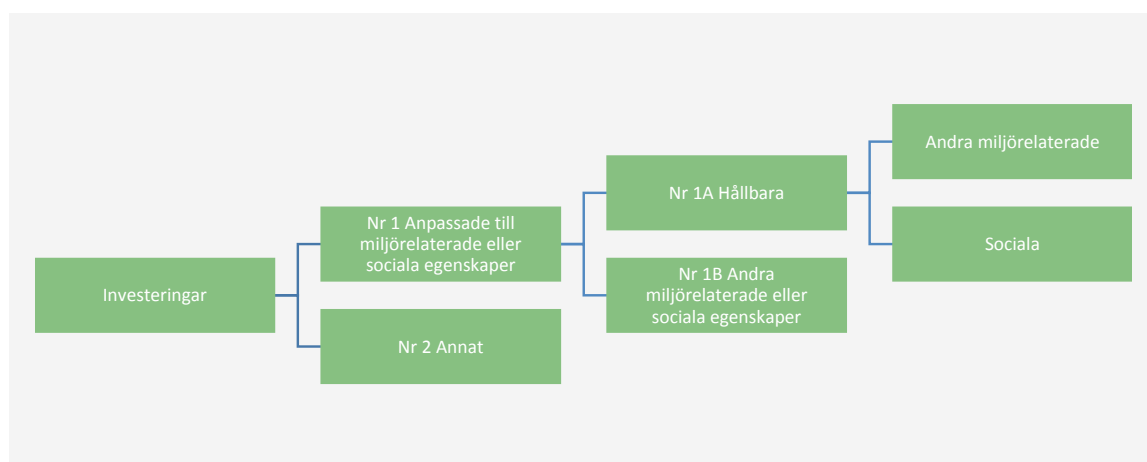 Investeringar
Nr 1 Anpassade till
miljörelaterade eller
sociala egenskaper
Nr 2 Annat
Nr 1A Hållbara
Nr 1B Andra
miljörelaterade eller
sociala egenskaper
Andra miljörelaterade
Sociala